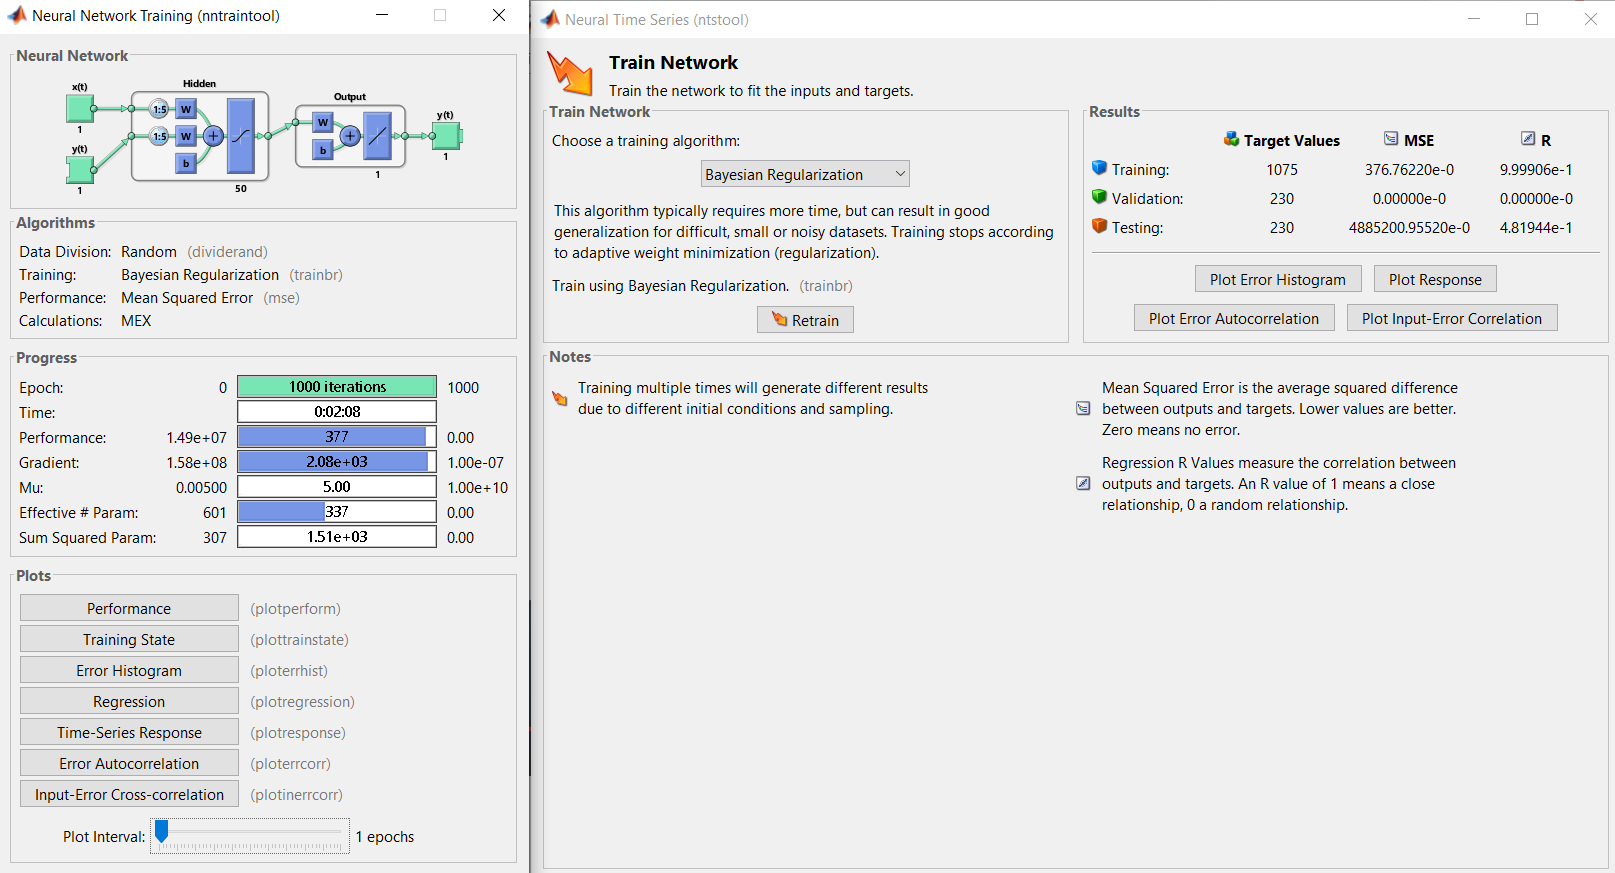 Neural Network Training (nntraintool)
Neural Network
Hidden
Output
x(t)
1
1:5
W
y(t)
1
1:5
W
+
b
50
W
b
+
1
y(t)
1
Algorithms
Data Division: Random (dividerand)
Training: Bayesian Regularization (trainbr)
Performance: Mean Squared Error (mse)
Calculations: MEX
Progress
Epoch: 0 1000 iterations 1000
Time: 0:02:08
Performance: 1.49e+07 377 0.00
Gradient: 1.58e+08 2.08e+03 1.00e-07
Mu: 0.00500 5.00 1.00e+10
Effective # Param: 601 337 0.00
Sum Squared Param: 307 1.51e+03 0.00
Plots
Performance (plotperform)
Training State (plottrainstate)
Error Histogram (ploterrhist)
Regression (plotregression)
Time-Series Response (plotresponse)
Error Autocorrelation (ploterrcorr)
Input-Error Cross-correlation (plotinerrcorr)
Plot Interval: 1 epochs
Neural Time Series (ntstool)
Train Network
Train the network to fit the inputs and targets.
Train Network
Choose a training algorithm:
Bayesian Regularization
This algorithm typically requires more time, but can result in good
generalization for difficult, small or noisy datasets. Training stops according
to adaptive weight minimization (regularization).
Train using Bayesian Regularization. (trainbr)
Retrain
Results
Target Values MSE R
Training: 1075 376.76220e-0 9.99906e-1
Validation: 230 0.00000e-0 0.00000e-0
Testing: 230 4885200.95520e-0 4.81944e-1
Plot Error Histogram Plot Response
Plot Error Autocorrelation Plot Input-Error Correlation
Notes
Training multiple times will generate different results
due to different initial conditions and sampling.
Mean Squared Error is the average squared difference
between outputs and targets. Lower values are better.
Zero means no error.
Regression R Values measure the correlation between
outputs and targets. An R value of 1 means a close
relationship, 0 a random relationship.